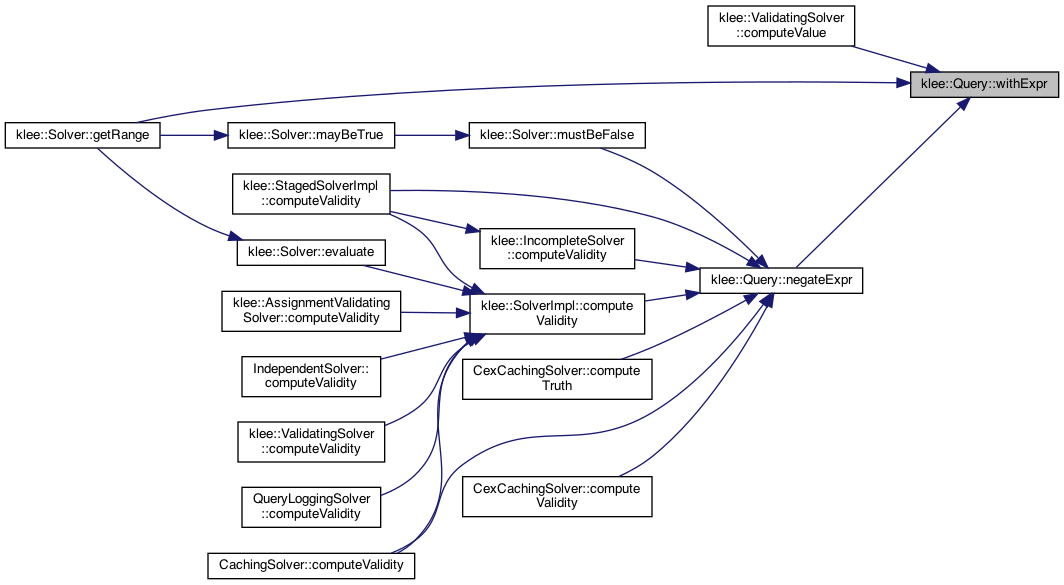 klee::ValidatingSolver
::computeValue
klee::Query::withExpr
klee::Solver::getRange
klee::Solver::mayBeTrue
klee::Solver::mustBeFalse
klee::StagedSolverImpl
::computeValidity
klee::IncompleteSolver
::computeValidity
klee::Solver::evaluate
klee::Query::negateExpr
klee::AssignmentValidating
Solver::computeValidity
klee::SolverImpl::compute
Validity
IndependentSolver::
computeValidity
CexCachingSolver::compute
Truth
klee::ValidatingSolver
::computeValidity
QueryLoggingSolver
::computeValidity
CexCachingSolver::compute
Validity
CachingSolver::computeValidity